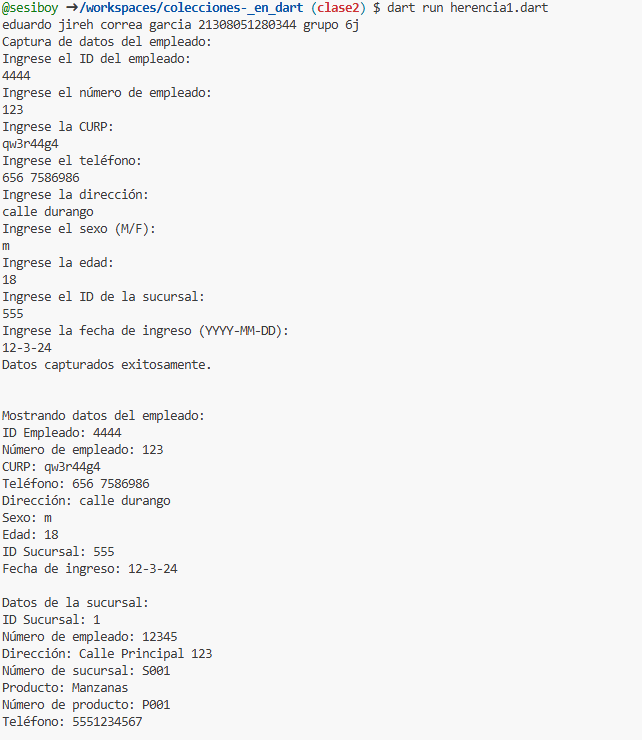 @sesiboy ➜/workspaces/colecciones-_en_dart (clase2) $ dart run herencia1.dart
eduardo jireh correa garcia 21308051280344 grupo 6j
Captura de datos del empleado:
Ingrese el ID del empleado:
4444
Ingrese el número de empleado:
123
Ingrese la CURP:
qw3r44g4
Ingrese el teléfono:
656 7586986
Ingrese la dirección:
calle durango
Ingrese el sexo (M/F):
m
Ingrese la edad:
18
Ingrese el ID de la sucursal:
555
Ingrese la fecha de ingreso (YYYY-MM-DD):
12-3-24
Datos capturados exitosamente.
Mostrando datos del empleado:
ID Empleado: 4444
Número de empleado: 123
CURP: qw3r44g4
Teléfono: 656 7586986
Dirección: calle durango
Sexo: m
Edad: 18
ID Sucursal: 555
Fecha de ingreso: 12-3-24
Datos de la sucursal:
ID Sucursal: 1
Número de empleado: 12345
Dirección: Calle Principal 123
Número de sucursal: S001
Producto: Manzanas
Número de producto: P001
Teléfono: 5551234567